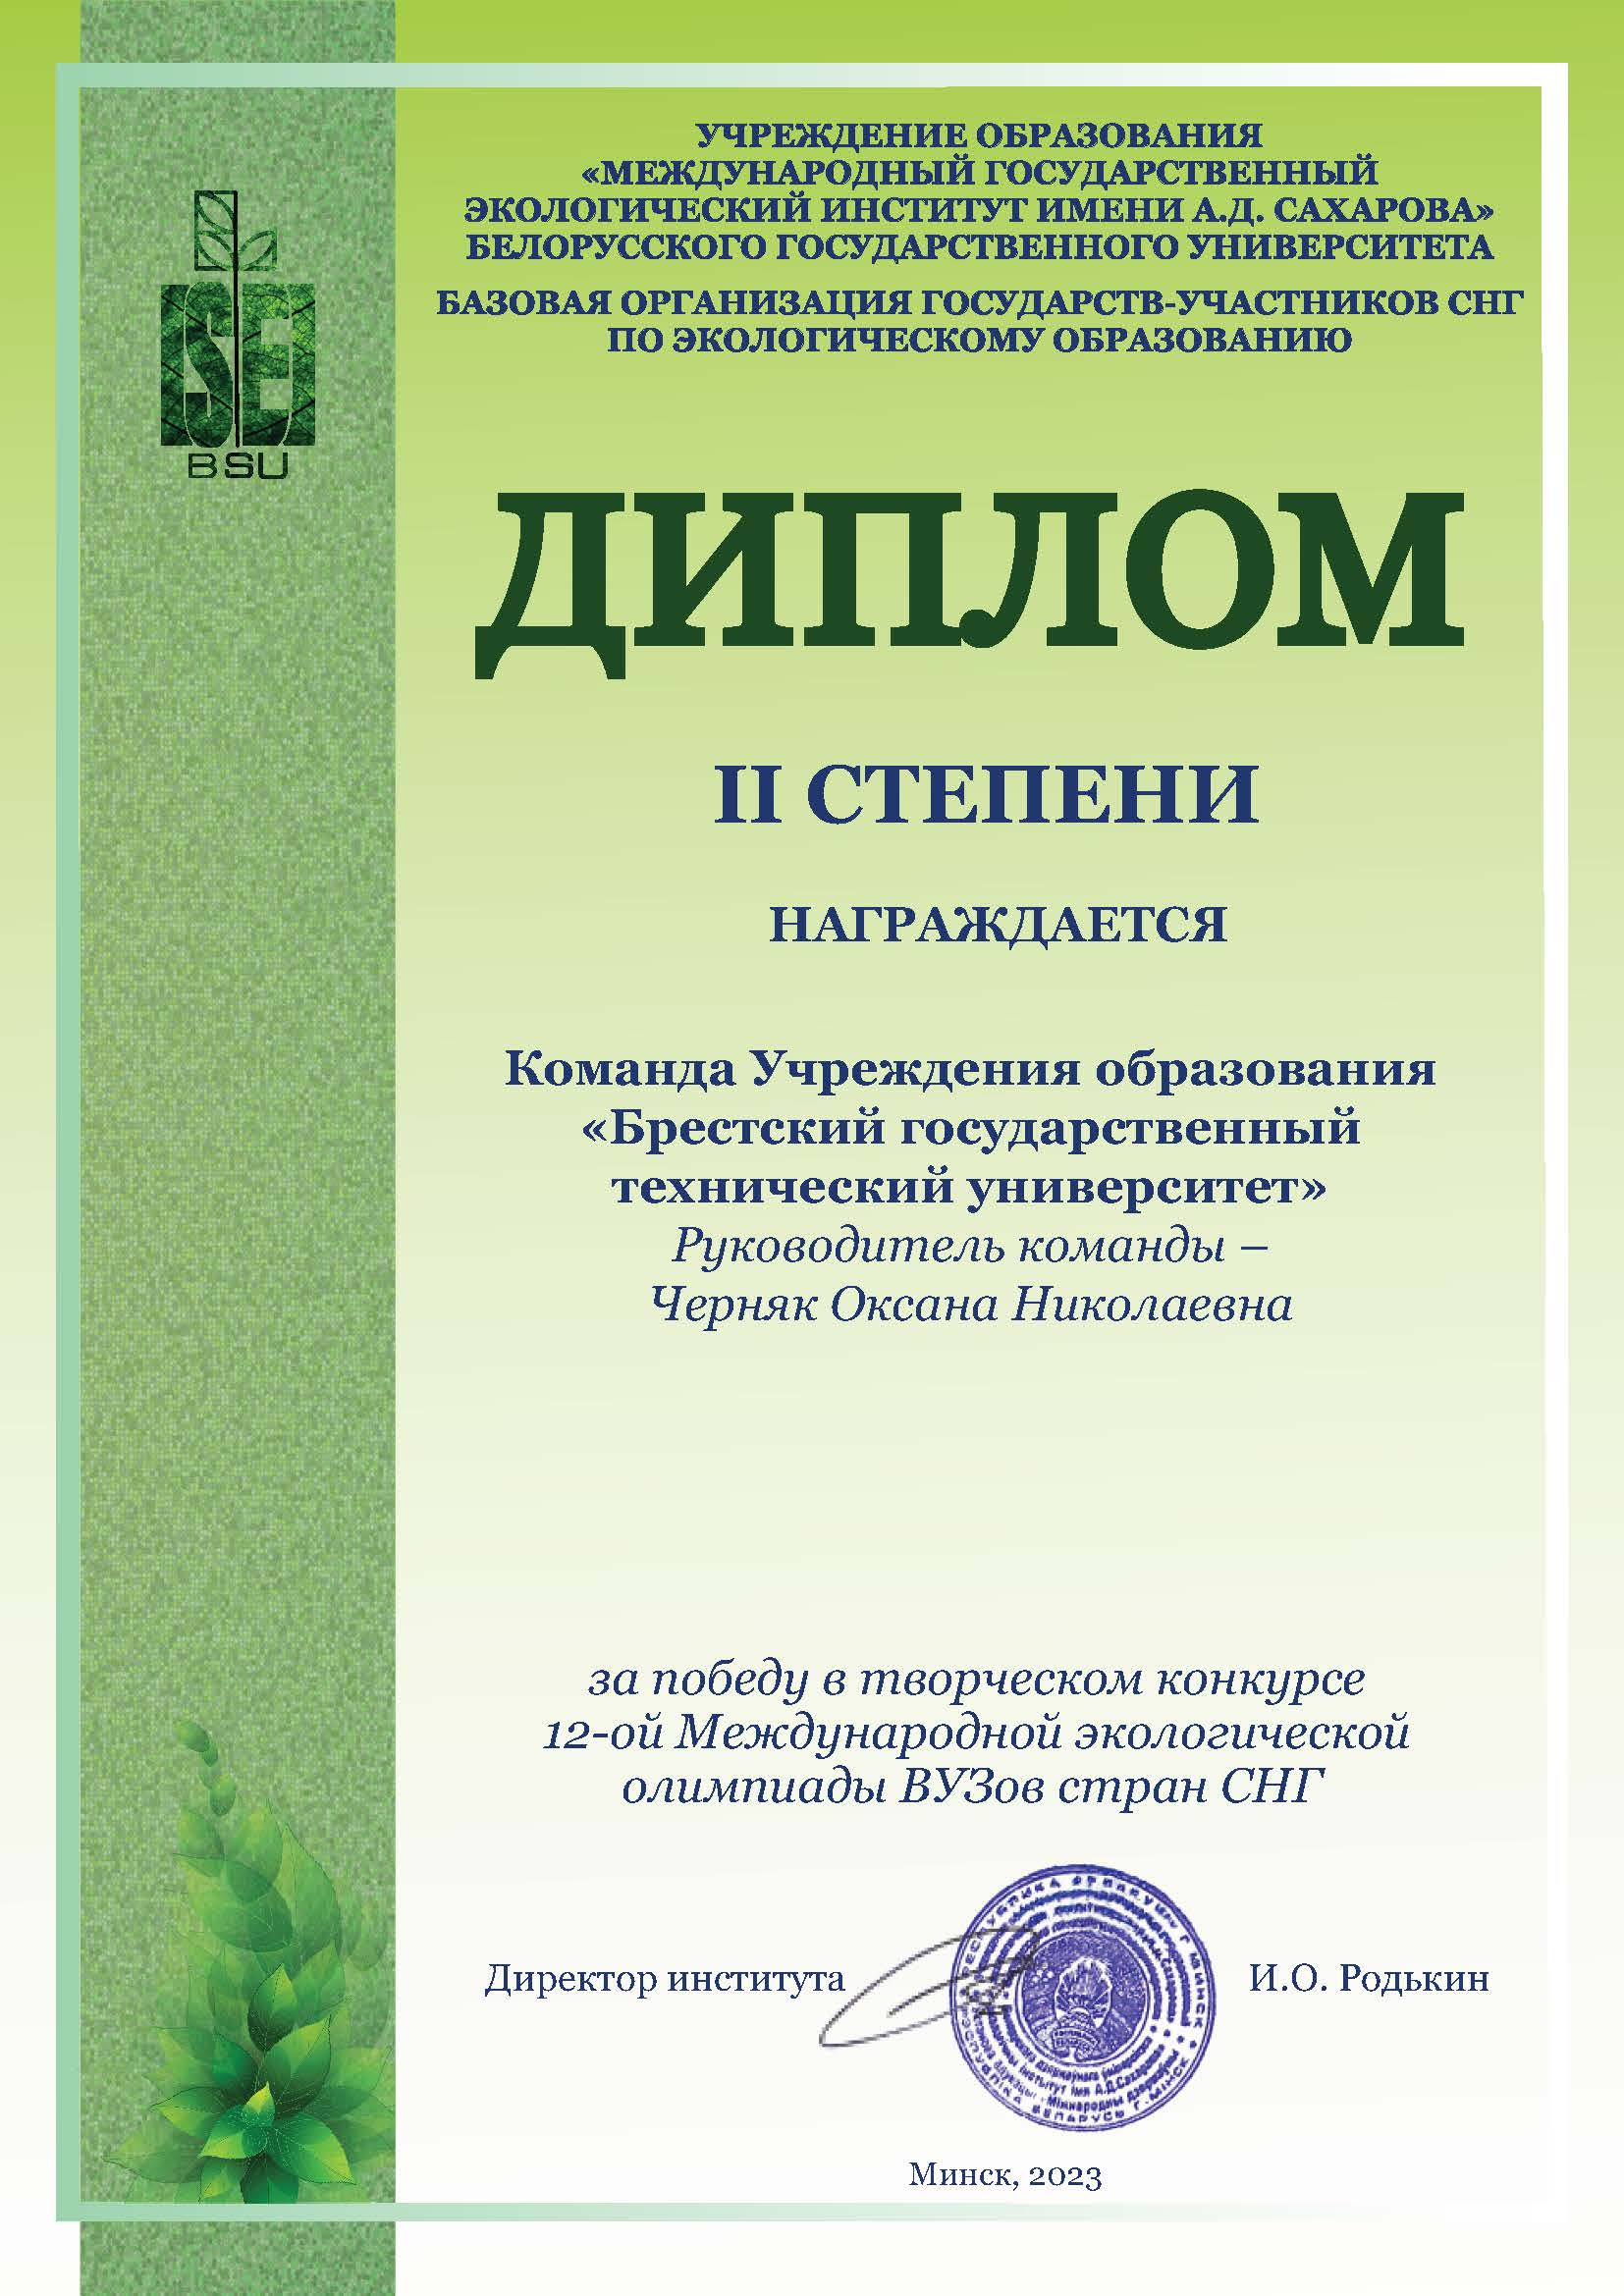 УЧРЕЖДЕНИЕ ОБРАЗОВАНИЯ
«МЕЖДУНАРОДНЫЙ ГОСУДАРСТВЕННЫЙ
ЭКОЛОГИЧЕСКИЙ ИНСТИТУТ ИМЕНИ А.Д. САХАРОВА»
БЕЛОРУССКОГО ГОСУДАРСТВЕННОГО УНИВЕРСИТЕТА
БАЗОВАЯ ОРГАНИЗАЦИЯ ГОСУДАРСТВ-УЧАСТНИКОВ СНГ
ПО ЭКОЛОГИЧЕСКОМУ ОБРАЗОВАНИЮ
ISEI
BSU
ДИПЛОМ
II СТЕПЕНИ
НАГРАЖДАЕТСЯ
Команда Учреждения образования
«Брестский государственный
технический университет»
Руководитель команды –
Черняк Оксана Николаевна
за победу в творческом конкурсе
12-ой Международной экологической
олимпиады ВУЗов стран СНГ
Директор института
И.О. Родькин
Минск, 2023